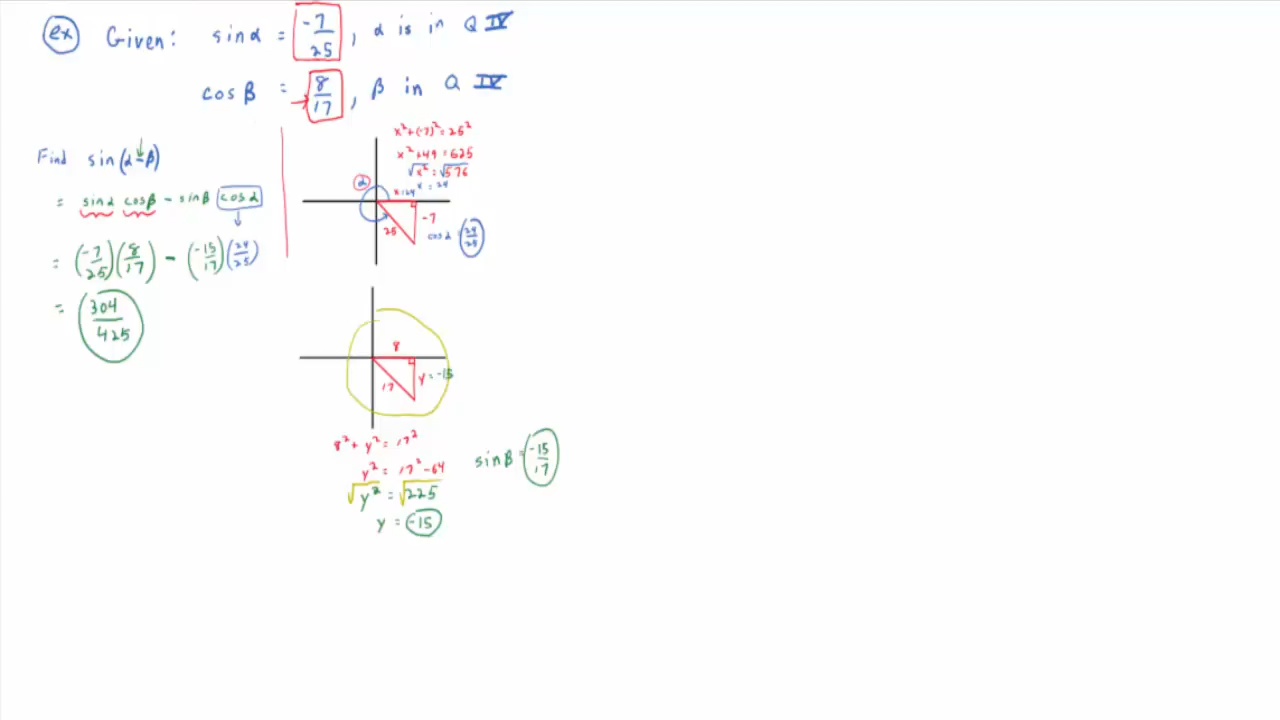 ex Given: sin α = -7/25, α is in Q IV
cos β = 8/17, β in Q IV
Find sin(α-β)
= sin α cos β - sin β cos α
= (-7/25)(8/17) - (-15/17)(24/25)
= 304/425
x² + (-7)² = 25²
x² + 49 = 625
√x² = √576
x = 24
α
x=24
-7
25
cos α = 24/25
8
17
y = -15
8² + y² = 17²
y² = 17² - 64
√y² = √225
y = -15
sin β = -15/17